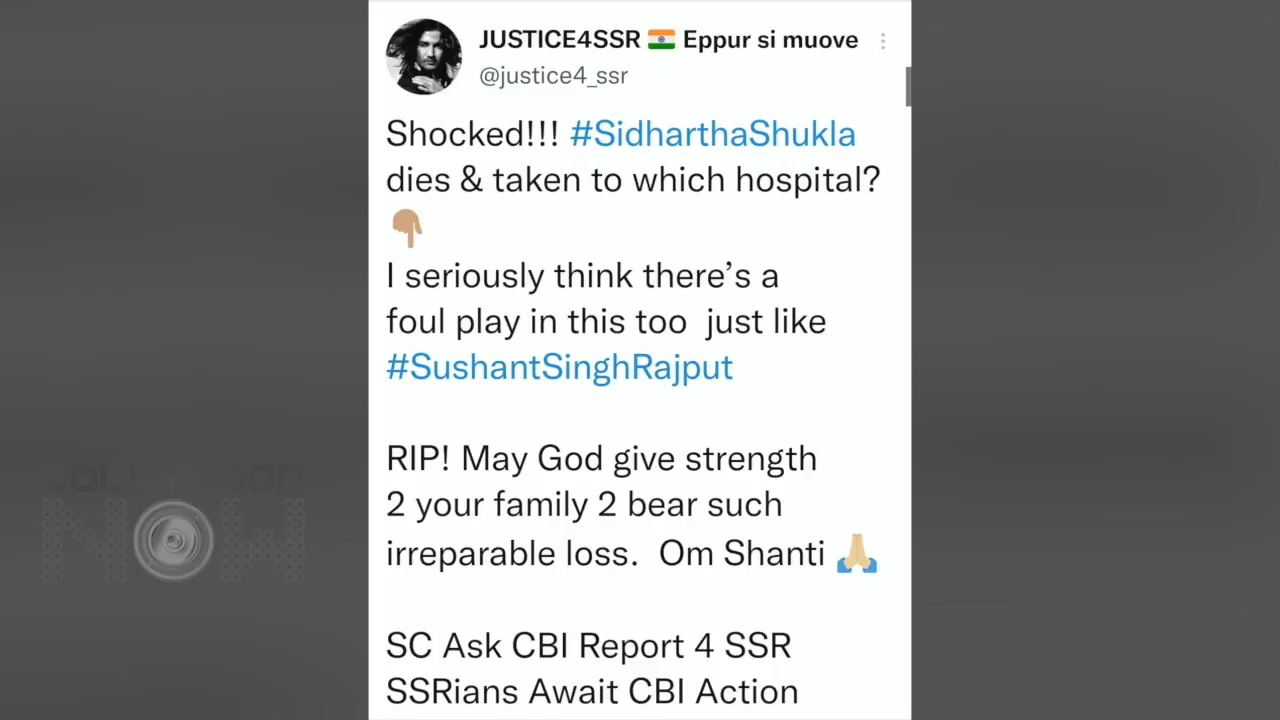 JUSTICE4SSR 🇮🇳 Eppur si muove
@justice4_ssr
Shocked!!! #SidharthaShukla
dies & taken to which hospital?
👇🏽
I seriously think there’s a
foul play in this too just like
#SushantSinghRajput
RIP! May God give strength
2 your family 2 bear such
irreparable loss. Om Shanti 🙏🏼
SC Ask CBI Report 4 SSR
SSRians Await CBI Action
BOLLYWOOD
NOW